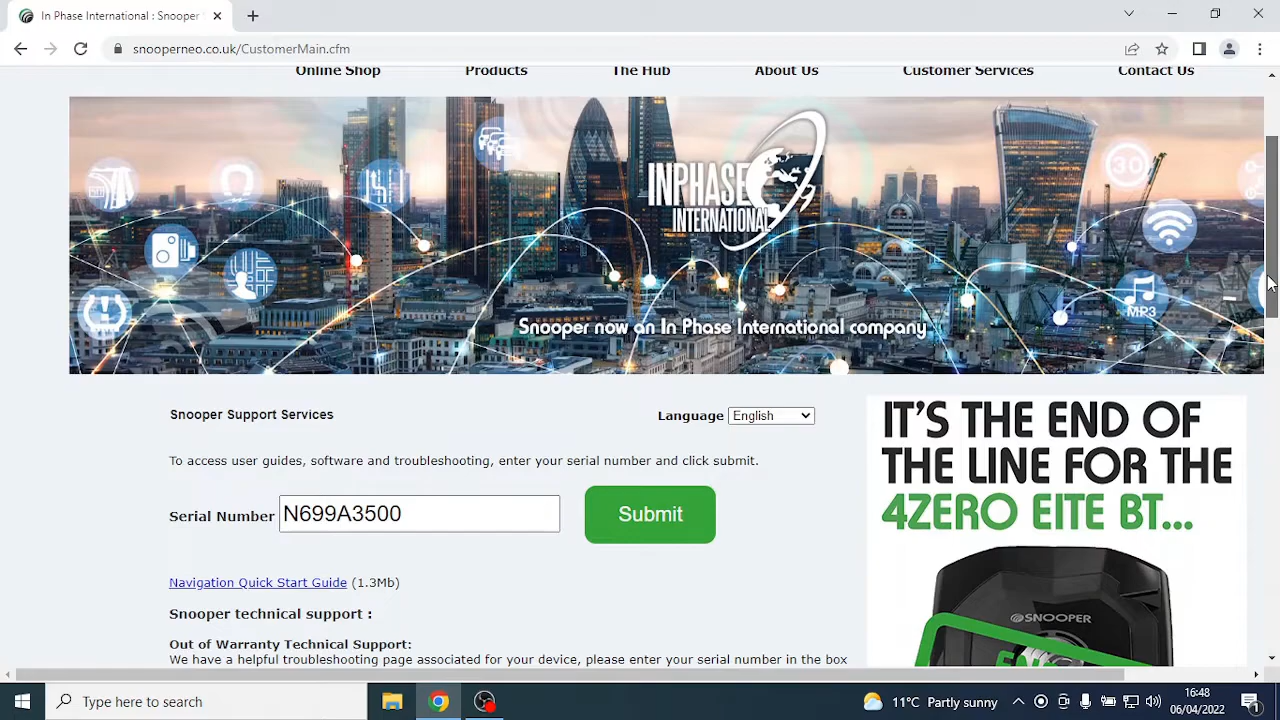 In Phase International : Snooper
snooperneo.co.uk/CustomerMain.cfm
Online Shop Products The Hub About Us Customer Services Contact Us
INPHASE
INTERNATIONAL
30
MP3
Snooper now an In Phase International company
Snooper Support Services
Language English
To access user guides, software and troubleshooting, enter your serial number and click submit.
Serial Number N699A3500 Submit
Navigation Quick Start Guide (1.3Mb)
Snooper technical support :
Out of Warranty Technical Support:
We have a helpful troubleshooting page associated for your device, please enter your serial number in the box
IT'S THE END OF
THE LINE FOR THE
4ZERO EITE BT...
SNOOPER
Type here to search
11°C Partly sunny
16:48
06/04/2022
1